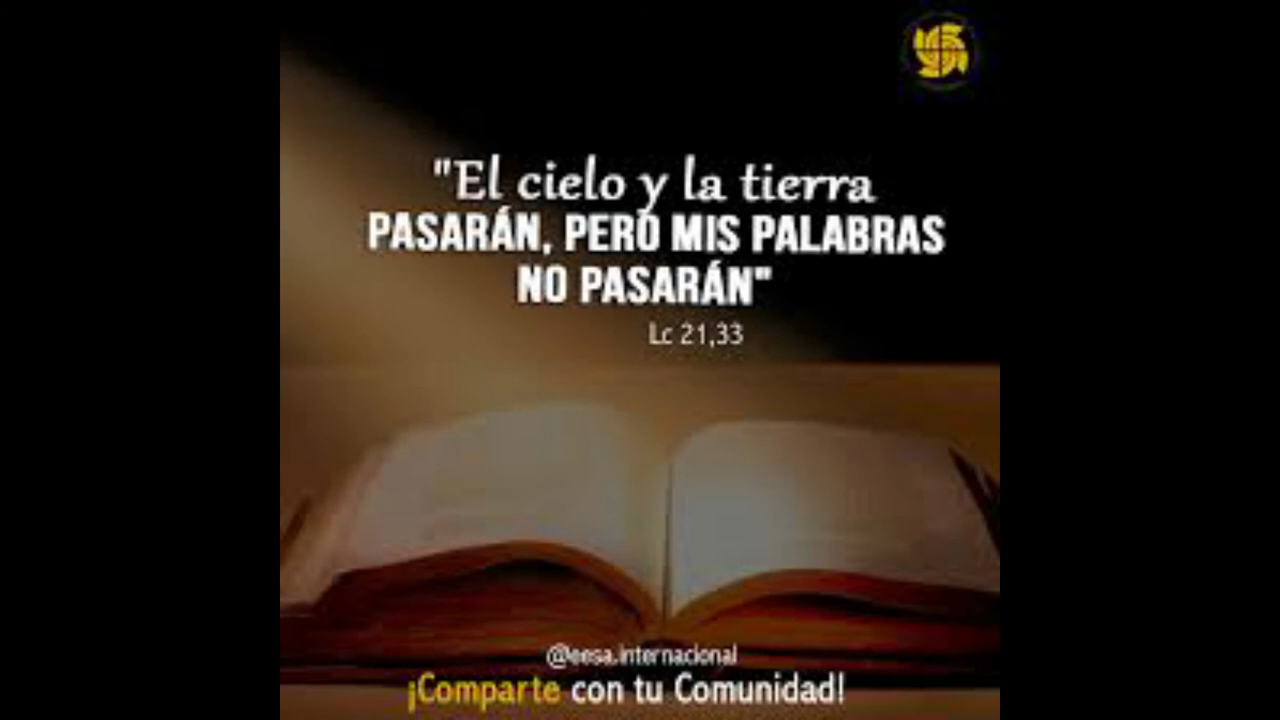 "El cielo y la tierra
PASARÁN, PERO MIS PALABRAS
NO PASARÁN"
Lc 21,33
@eesa.internacional
¡Comparte con tu Comunidad!